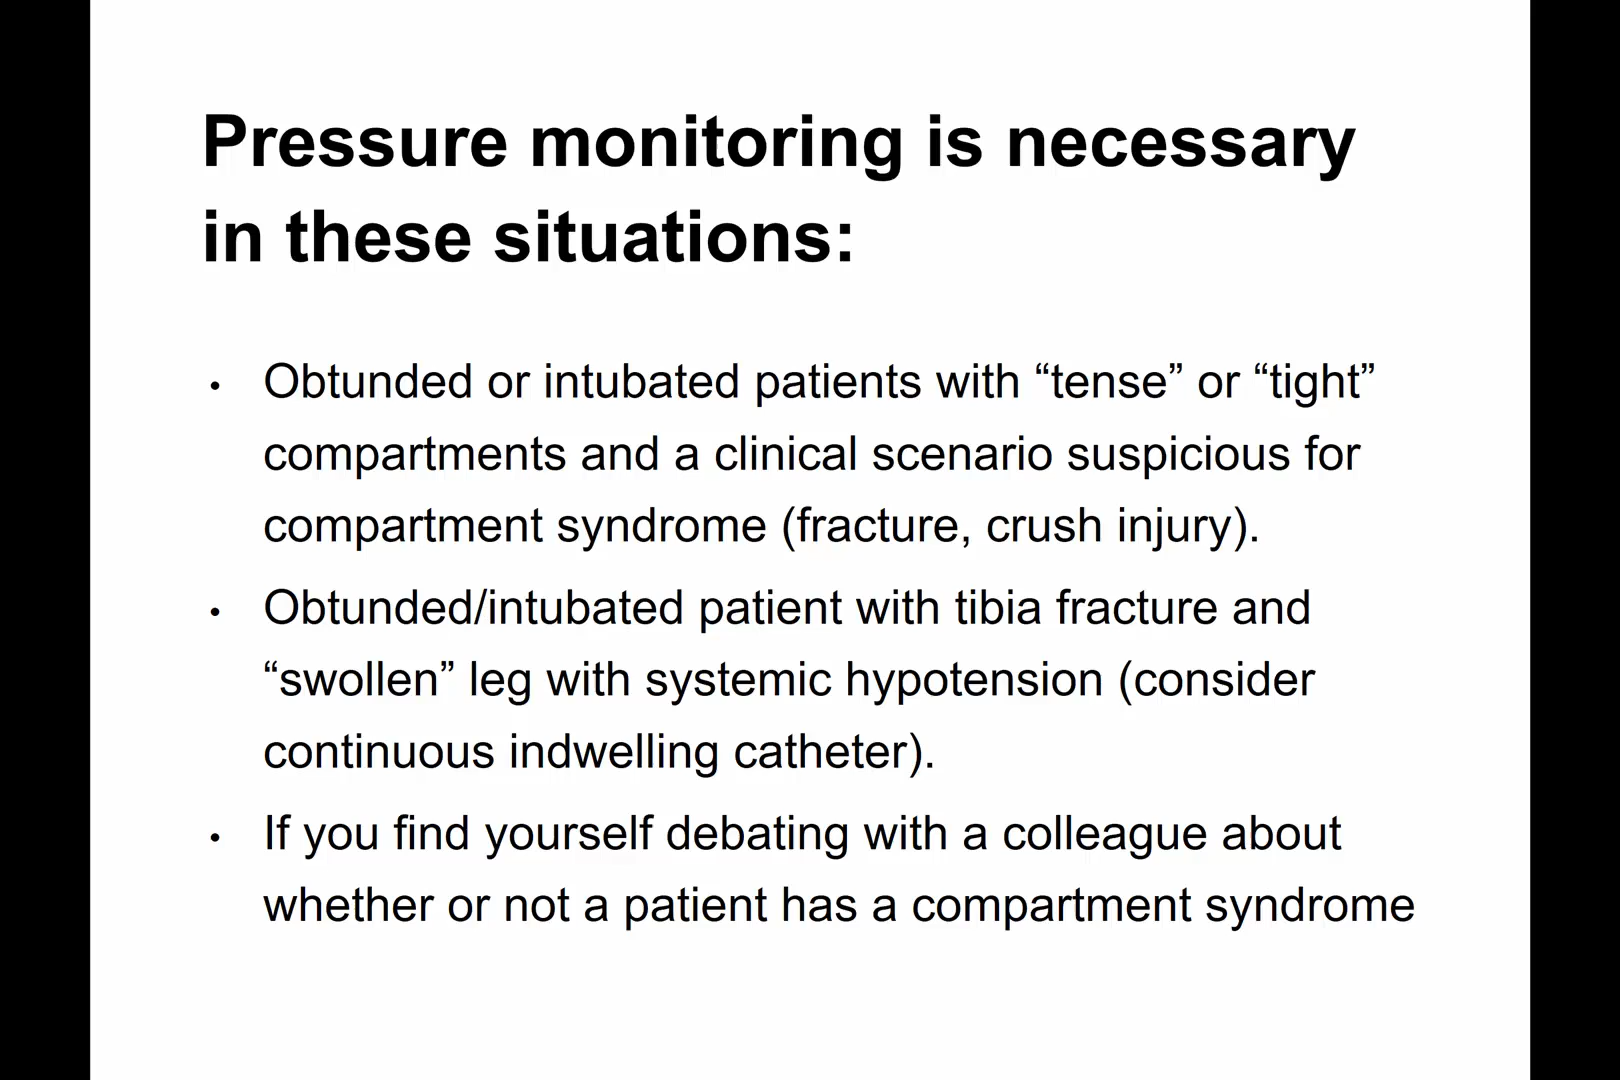 Pressure monitoring is necessary
in these situations:
• Obtunded or intubated patients with “tense” or “tight”
compartments and a clinical scenario suspicious for
compartment syndrome (fracture, crush injury).
• Obtunded/intubated patient with tibia fracture and
“swollen” leg with systemic hypotension (consider
continuous indwelling catheter).
• If you find yourself debating with a colleague about
whether or not a patient has a compartment syndrome